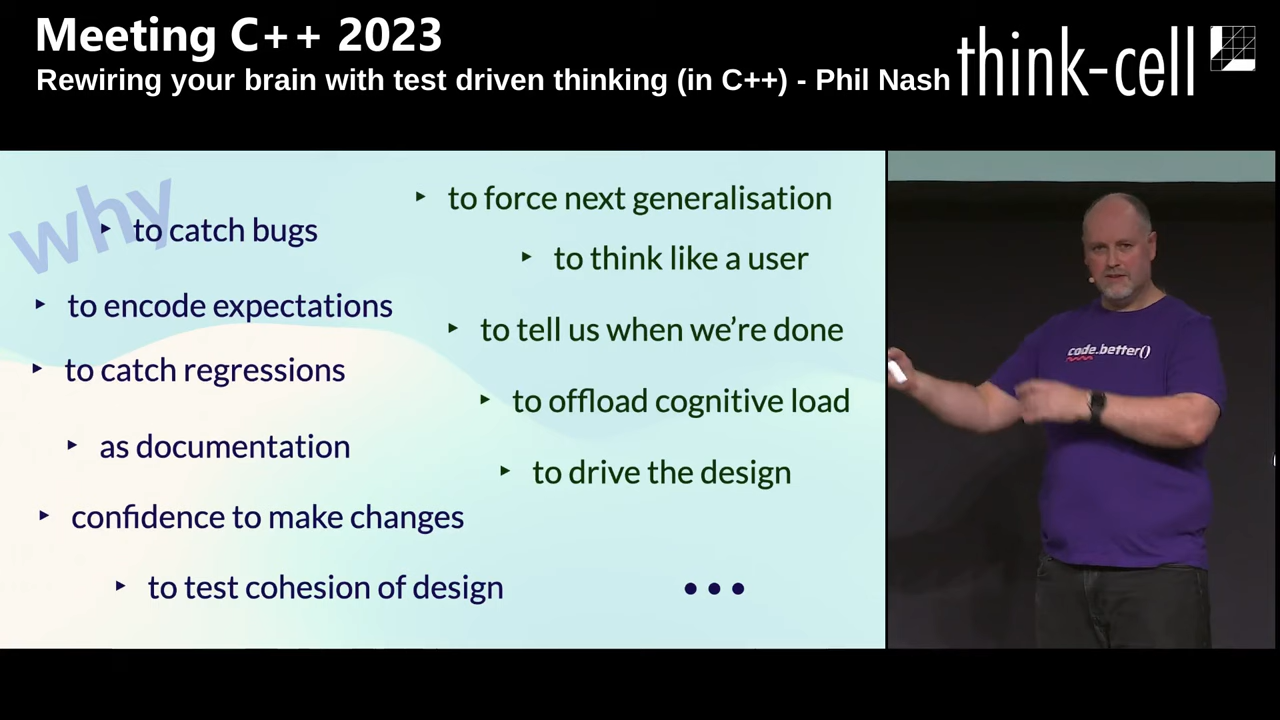 Meeting C++ 2023
Rewiring your brain with test driven thinking (in C++) - Phil Nash
think-cell
why
to catch bugs
to encode expectations
to catch regressions
as documentation
confidence to make changes
to test cohesion of design
to force next generalisation
to think like a user
to tell us when we’re done
to offload cognitive load
to drive the design
•••
code.better()